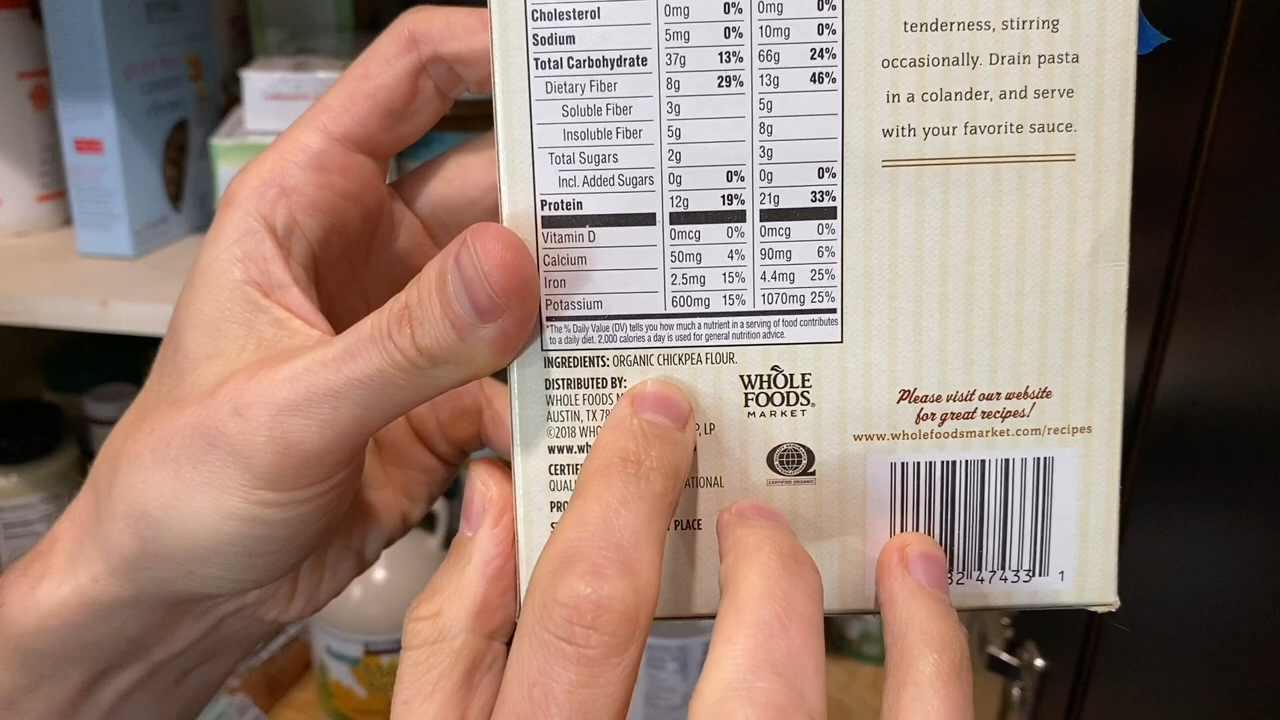 Cholesterol 0mg 0% 0mg 0%
Sodium 5mg 0% 10mg 0%
Total Carbohydrate 37g 13% 66g 24%
Dietary Fiber 8g 29% 13g 46%
Soluble Fiber 3g 5g
Insoluble Fiber 5g 8g
Total Sugars 2g 3g
Incl. Added Sugars 0g 0% 0g 0%
Protein 12g 19% 21g 33%
Vitamin D 0mcg 0% 0mcg 0%
Calcium 50mg 4% 90mg 6%
Iron 2.5mg 15% 4.4mg 25%
Potassium 600mg 15% 1070mg 25%
*The % Daily Value (DV) tells you how much a nutrient in a serving of food contributes
to a daily diet. 2,000 calories a day is used for general nutrition advice.
INGREDIENTS: ORGANIC CHICKPEA FLOUR.
DISTRIBUTED BY:
WHOLE FOODS
AUSTIN, TX
©2018 , LP
PLACE
WHOLE
FOODS®
MARKET
CERTIFIED ORGANIC
tenderness, stirring
occasionally. Drain pasta
in a colander, and serve
with your favorite sauce.
Please visit our website
for great recipes!
www.wholefoodsmarket.com/recipes
47433 1